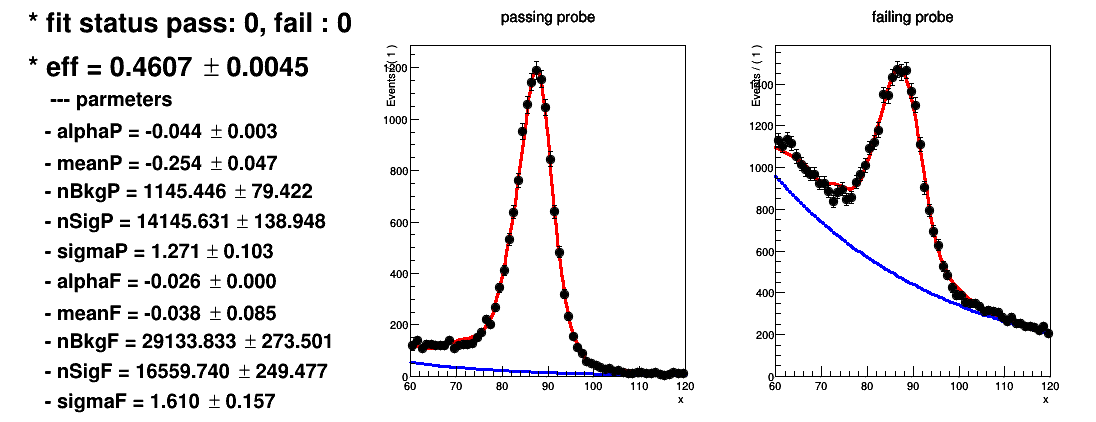 * fit status pass: 0, fail : 0
* eff = 0.4607 ± 0.0045
--- parmeters
- alphaP = -0.044 ± 0.003
- meanP = -0.254 ± 0.047
- nBkgP = 1145.446 ± 79.422
- nSigP = 14145.631 ± 138.948
- sigmaP = 1.271 ± 0.103
- alphaF = -0.026 ± 0.000
- meanF = -0.038 ± 0.085
- nBkgF = 29133.833 ± 273.501
- nSigF = 16559.740 ± 249.477
- sigmaF = 1.610 ± 0.157
passing probe
Events / ( 1 )
1200
1000
800
600
400
200
0
60 70 80 90 100 110 120
x
failing probe
Events / ( 1 )
1400
1200
1000
800
600
400
200
0
60 70 80 90 100 110 120
x